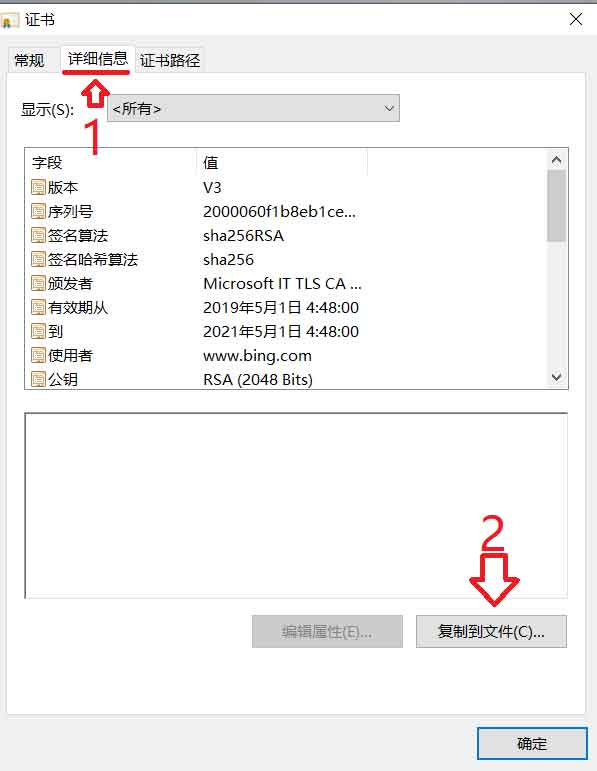 证书
常规 详细信息 证书路径
显示(S): <所有>
1
字段 值
版本 V3
序列号 2000060f1b8eb1ce...
签名算法 sha256RSA
签名哈希算法 sha256
颁发者 Microsoft IT TLS CA ...
有效期从 2019年5月1日 4:48:00
到 2021年5月1日 4:48:00
使用者 www.bing.com
公钥 RSA (2048 Bits)
2
编辑属性(E)... 复制到文件(C)...
确定